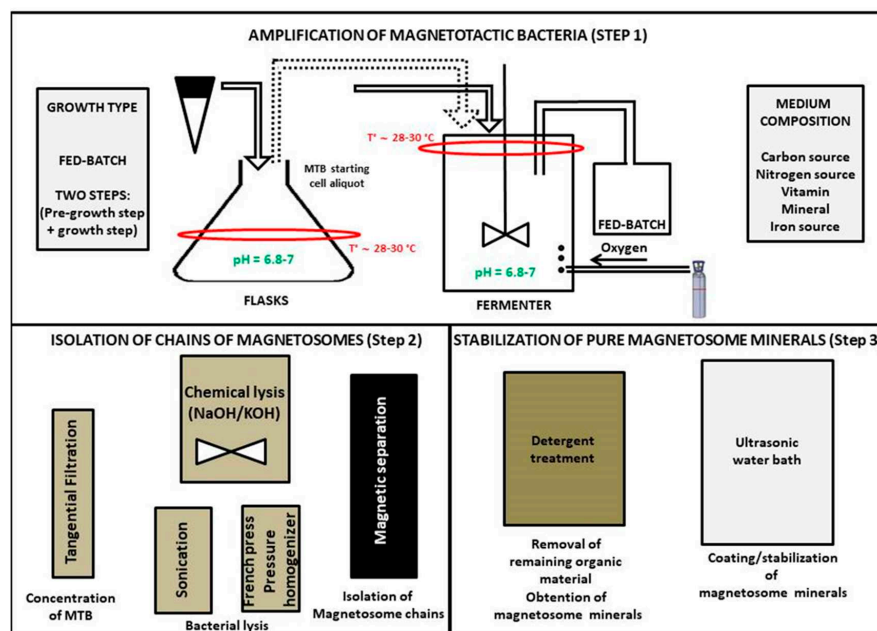 AMPLIFICATION OF MAGNETOTACTIC BACTERIA (STEP 1)
GROWTH TYPE
FED-BATCH
TWO STEPS:
(Pre-growth step
+ growth step)
MTB starting
cell aliquot
T° ~ 28-30 °C
pH = 6.8-7
FLASKS
T° ~ 28-30 °C
FED-BATCH
Oxygen
pH = 6.8-7
FERMENTER
MEDIUM
COMPOSITION
Carbon source
Nitrogen source
Vitamin
Mineral
Iron source
ISOLATION OF CHAINS OF MAGNETOSOMES (Step 2)
Tangential Filtration
Concentration
of MTB
Chemical lysis
(NaOH/KOH)
Sonication
French press
Pressure
homogenizer
Bacterial lysis
Magnetic separation
Isolation of
Magnetosome chains
STABILIZATION OF PURE MAGNETOSOME MINERALS (Step 3
Detergent
treatment
Removal of
remaining organic
material
Obtention of
magnetosome minerals
Ultrasonic
water bath
Coating/stabilization
of
magnetosome minerals